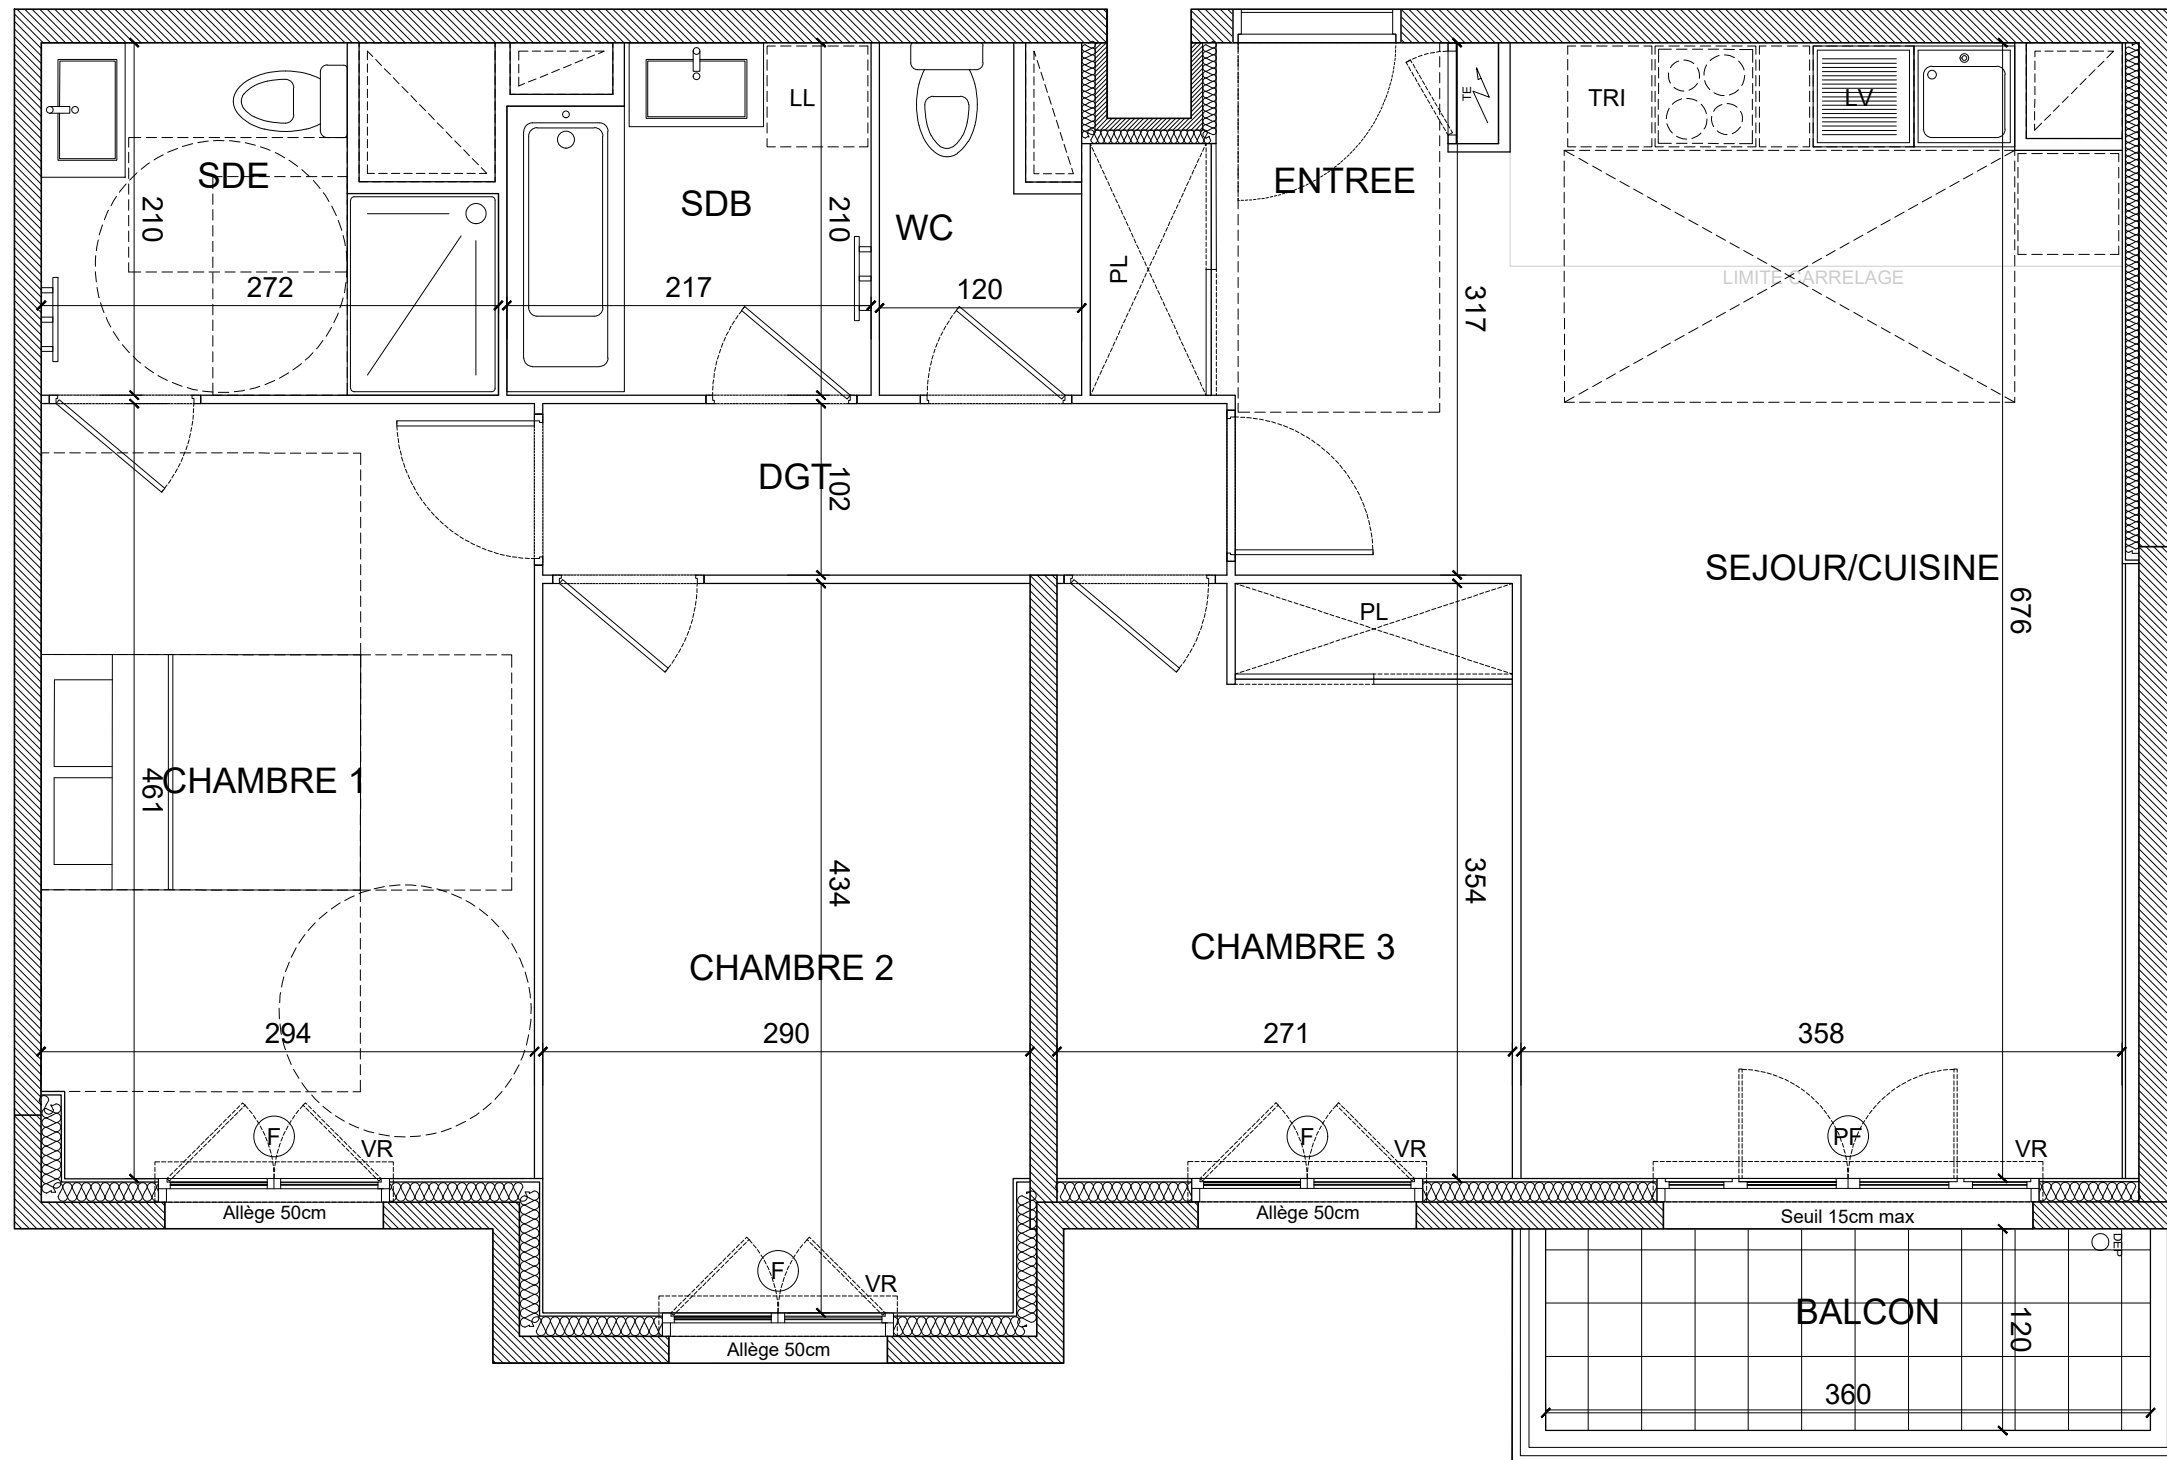 TE
TRI
LV
LL
SDE
ENTREE
SDB
WC
210
210
PL
LIMITE CARRELAGE
272
217
120
317
DGT
102
SEJOUR/CUISINE
676
PL
CHAMBRE 1
461
434
354
CHAMBRE 3
CHAMBRE 2
294
290
271
358
F
VR
F
VR
PF
VR
Allège 50cm
Allège 50cm
Seuil 15cm max
DEP
F
VR
BALCON
120
Allège 50cm
360